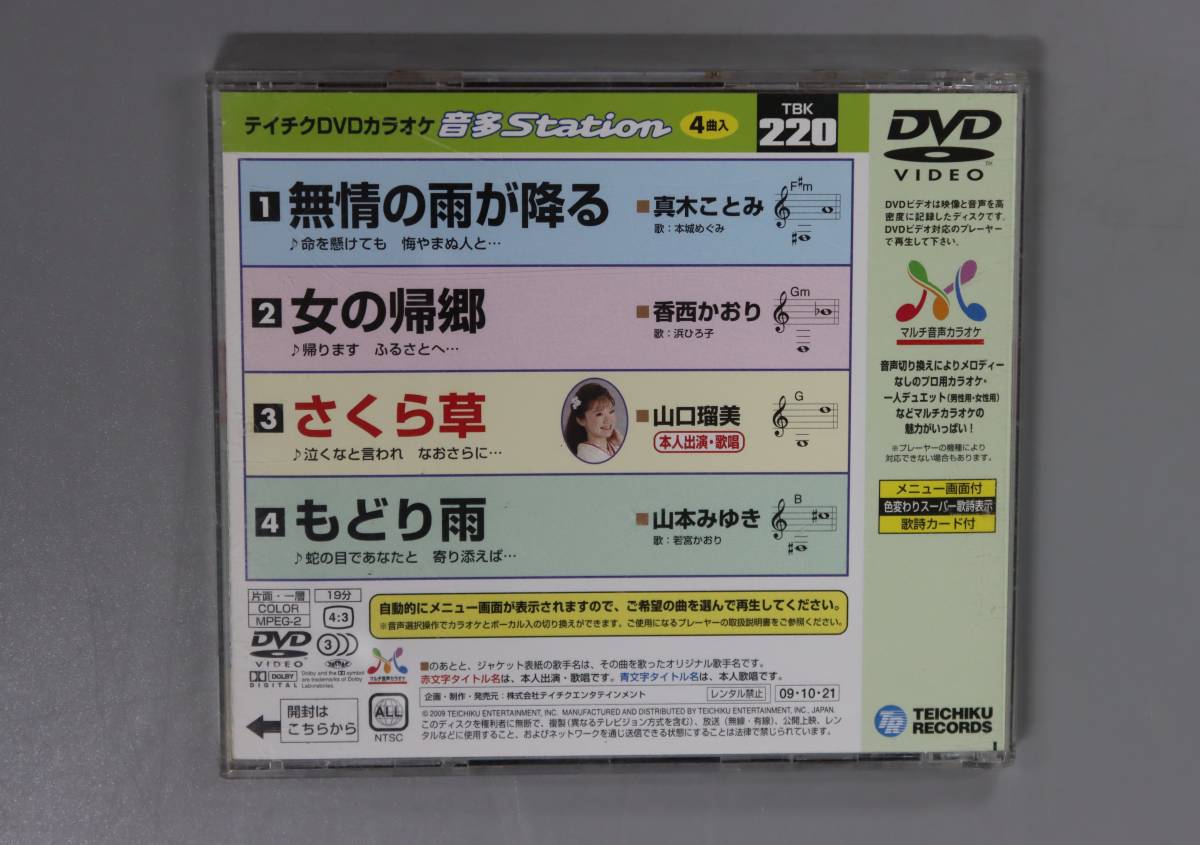 テイチクDVDカラオケ 音多Station 4曲入
TBK
220
1 無情の雨が降る
♪命を懸けても 悔やまぬ人と…
■真木ことみ
歌:本城めぐみ
F#m
2 女の帰郷
♪帰ります ふるさとへ…
■香西かおり
歌:浜ひろ子
Gm
3 さくら草
♪泣くなと言われ なおさらに…
■山口瑠美
本人出演・歌唱
G
4 もどり雨
♪蛇の目であなたと 寄り添えば…
■山本みゆき
歌:若宮かおり
B
DVD
VIDEO
TM
DVDビデオは映像と音声を高
密度に記録したディスクです。
DVDビデオ対応のプレーヤー
で再生して下さい。
マルチ音声カラオケ
音声切り換えによりメロディー
なしのプロ用カラオケ・
一人デュエット(男性用・女性用)
などマルチカラオケの
魅力がいっぱい!
※プレーヤーの機種により
対応できない場合もあります。
メニュー画面付
色変わりスーパー歌詩表示
歌詩カード付
片面・一層
COLOR
MPEG-2
19分
4:3
DVD
VIDEO
3
DOLBY
DIGITAL
Dolby and the DD symbol
are trademarks of Dolby
Laboratories.
マルチ音声カラオケ
自動的にメニュー画面が表示されますので、ご希望の曲を選んで再生してください。
※音声選択操作でカラオケとボーカル入の切り換えができます。ご使用になるプレーヤーの取扱説明書をご参照ください。
■のあとと、ジャケット表紙の歌手名は、その曲を歌ったオリジナル歌手名です。
赤文字タイトル名は、本人出演・歌唱です。青文字タイトル名は、本人歌唱です。
企画・制作・発売元:株式会社テイチクエンタテインメント
レンタル禁止
09・10・21
開封は
こちらから
ALL
NTSC
© 2009 TEICHIKU ENTERTAINMENT, INC. MANUFACTURED AND DISTRIBUTED BY TEICHIKU ENTERTAINMENT, INC., JAPAN.
このディスクを権利者に無断で、複製(異なるテレビジョン方式を含む)、放送(無線・有線)、公開上映、レン
タルなどに使用すること、およびネットワークを通じ送信できる状態にすることは法律で禁じられています。
TR
TEICHIKU
RECORDS
I